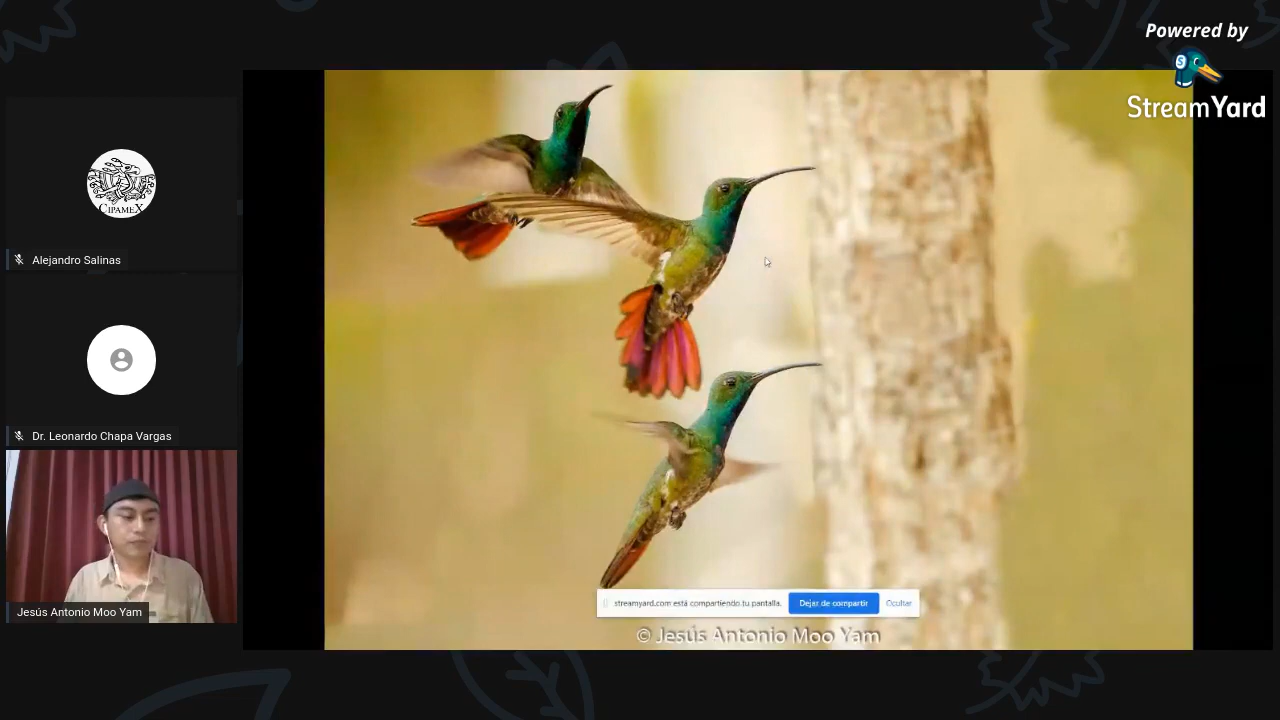 Powered by
StreamYard
CIPAMEX
Alejandro Salinas
Dr. Leonardo Chapa Vargas
Jesús Antonio Moo Yam
streamyard.com está compartiendo tu pantalla.
Dejar de compartir
Ocultar
© Jesús Antonio Moo Yam